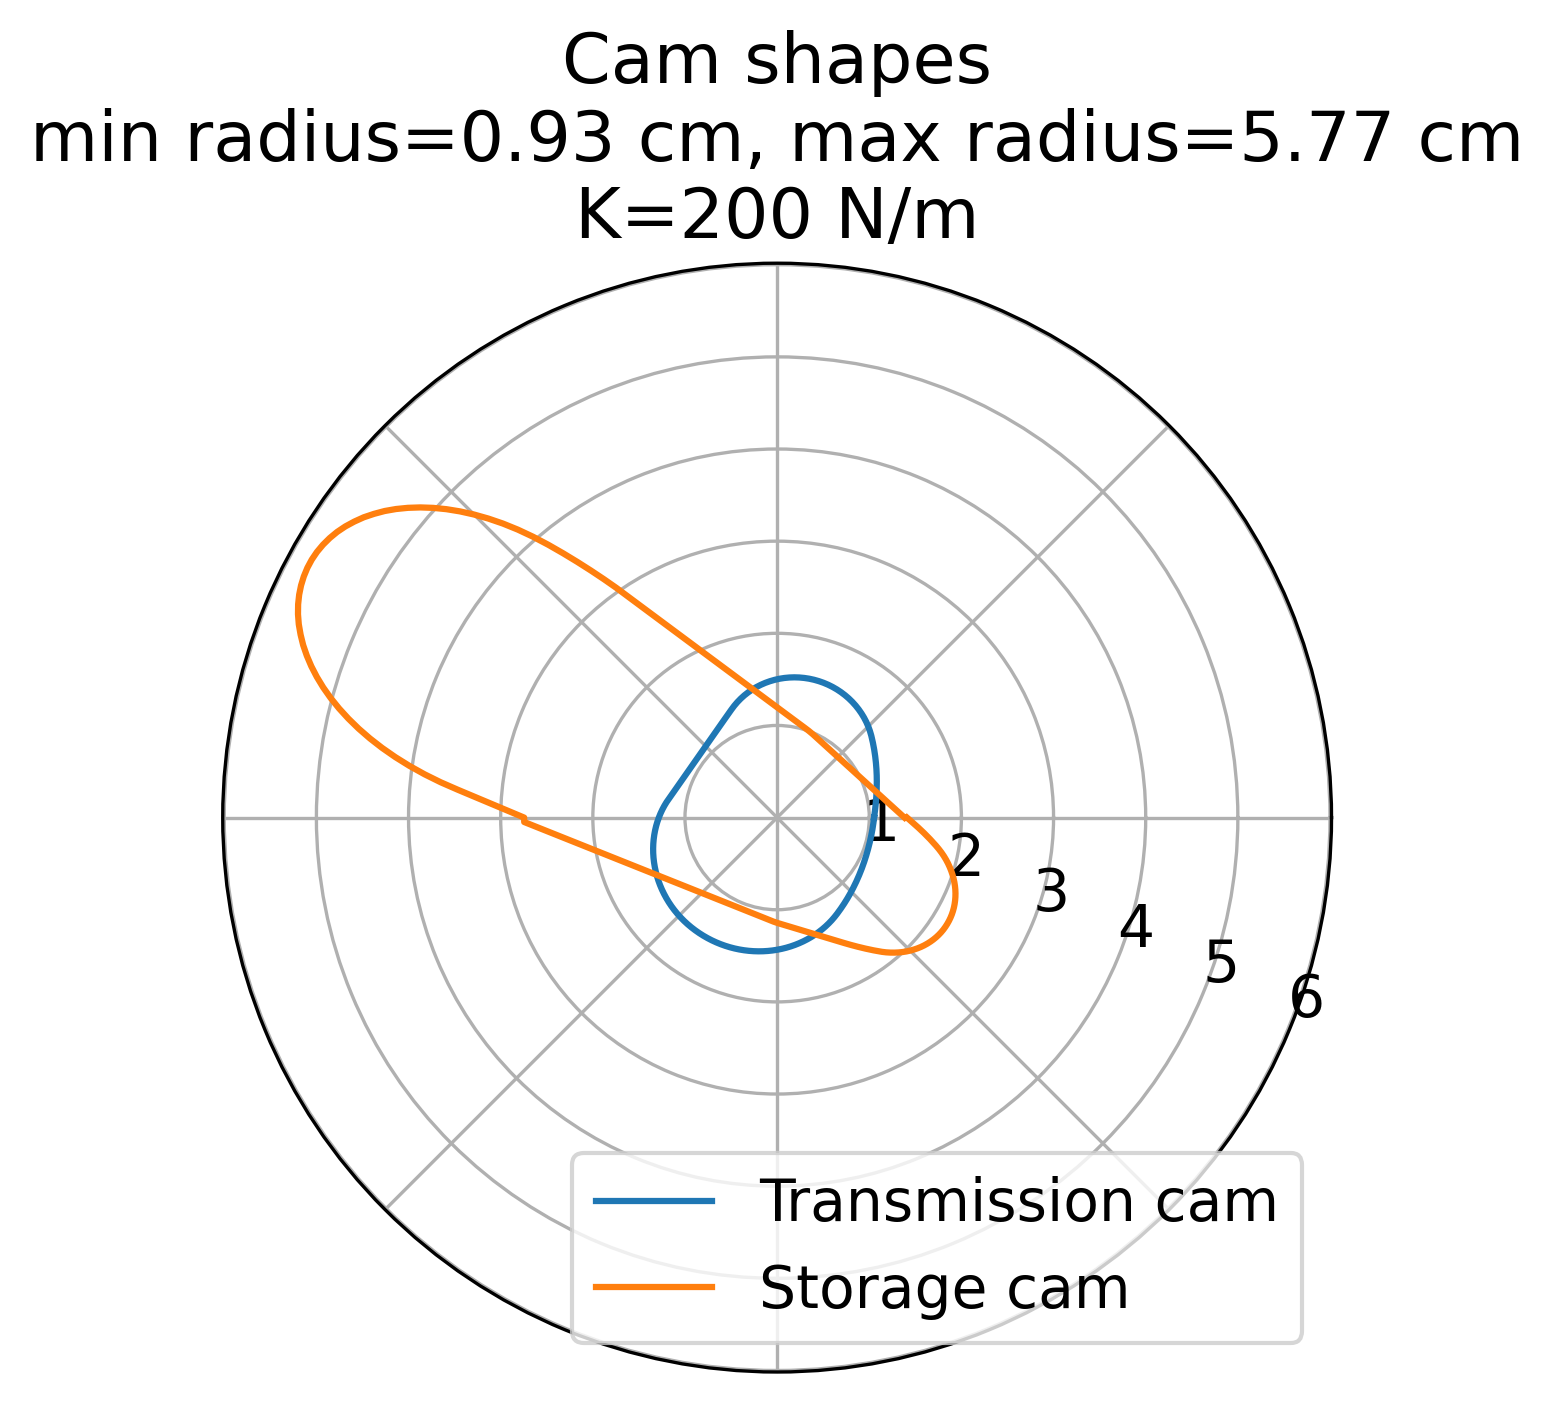 Cam shapes
min radius=0.93 cm, max radius=5.77 cm
K=200 N/m
1
2
3
4
5
6
Transmission cam
Storage cam